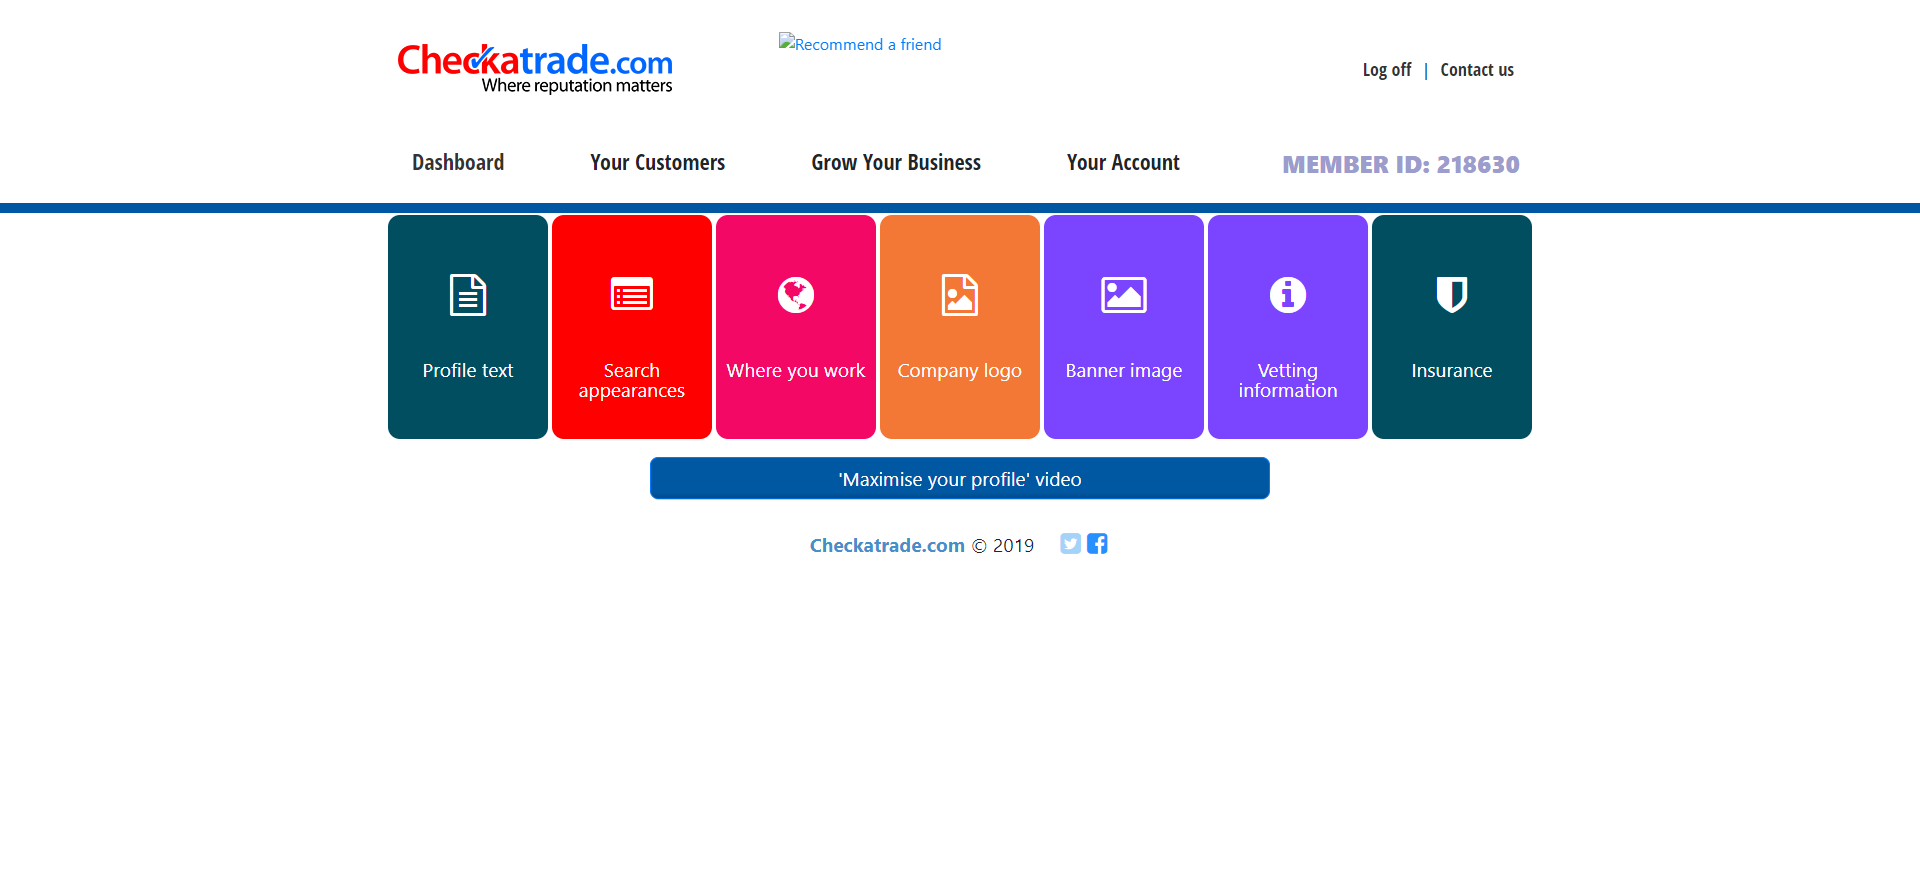 Checkatrade.com
Where reputation matters
Recommend a friend
Log off | Contact us
Dashboard
Your Customers
Grow Your Business
Your Account
MEMBER ID: 218630
Profile text
Search
appearances
Where you work
Company logo
Banner image
Vetting
information
Insurance
'Maximise your profile' video
Checkatrade.com © 2019